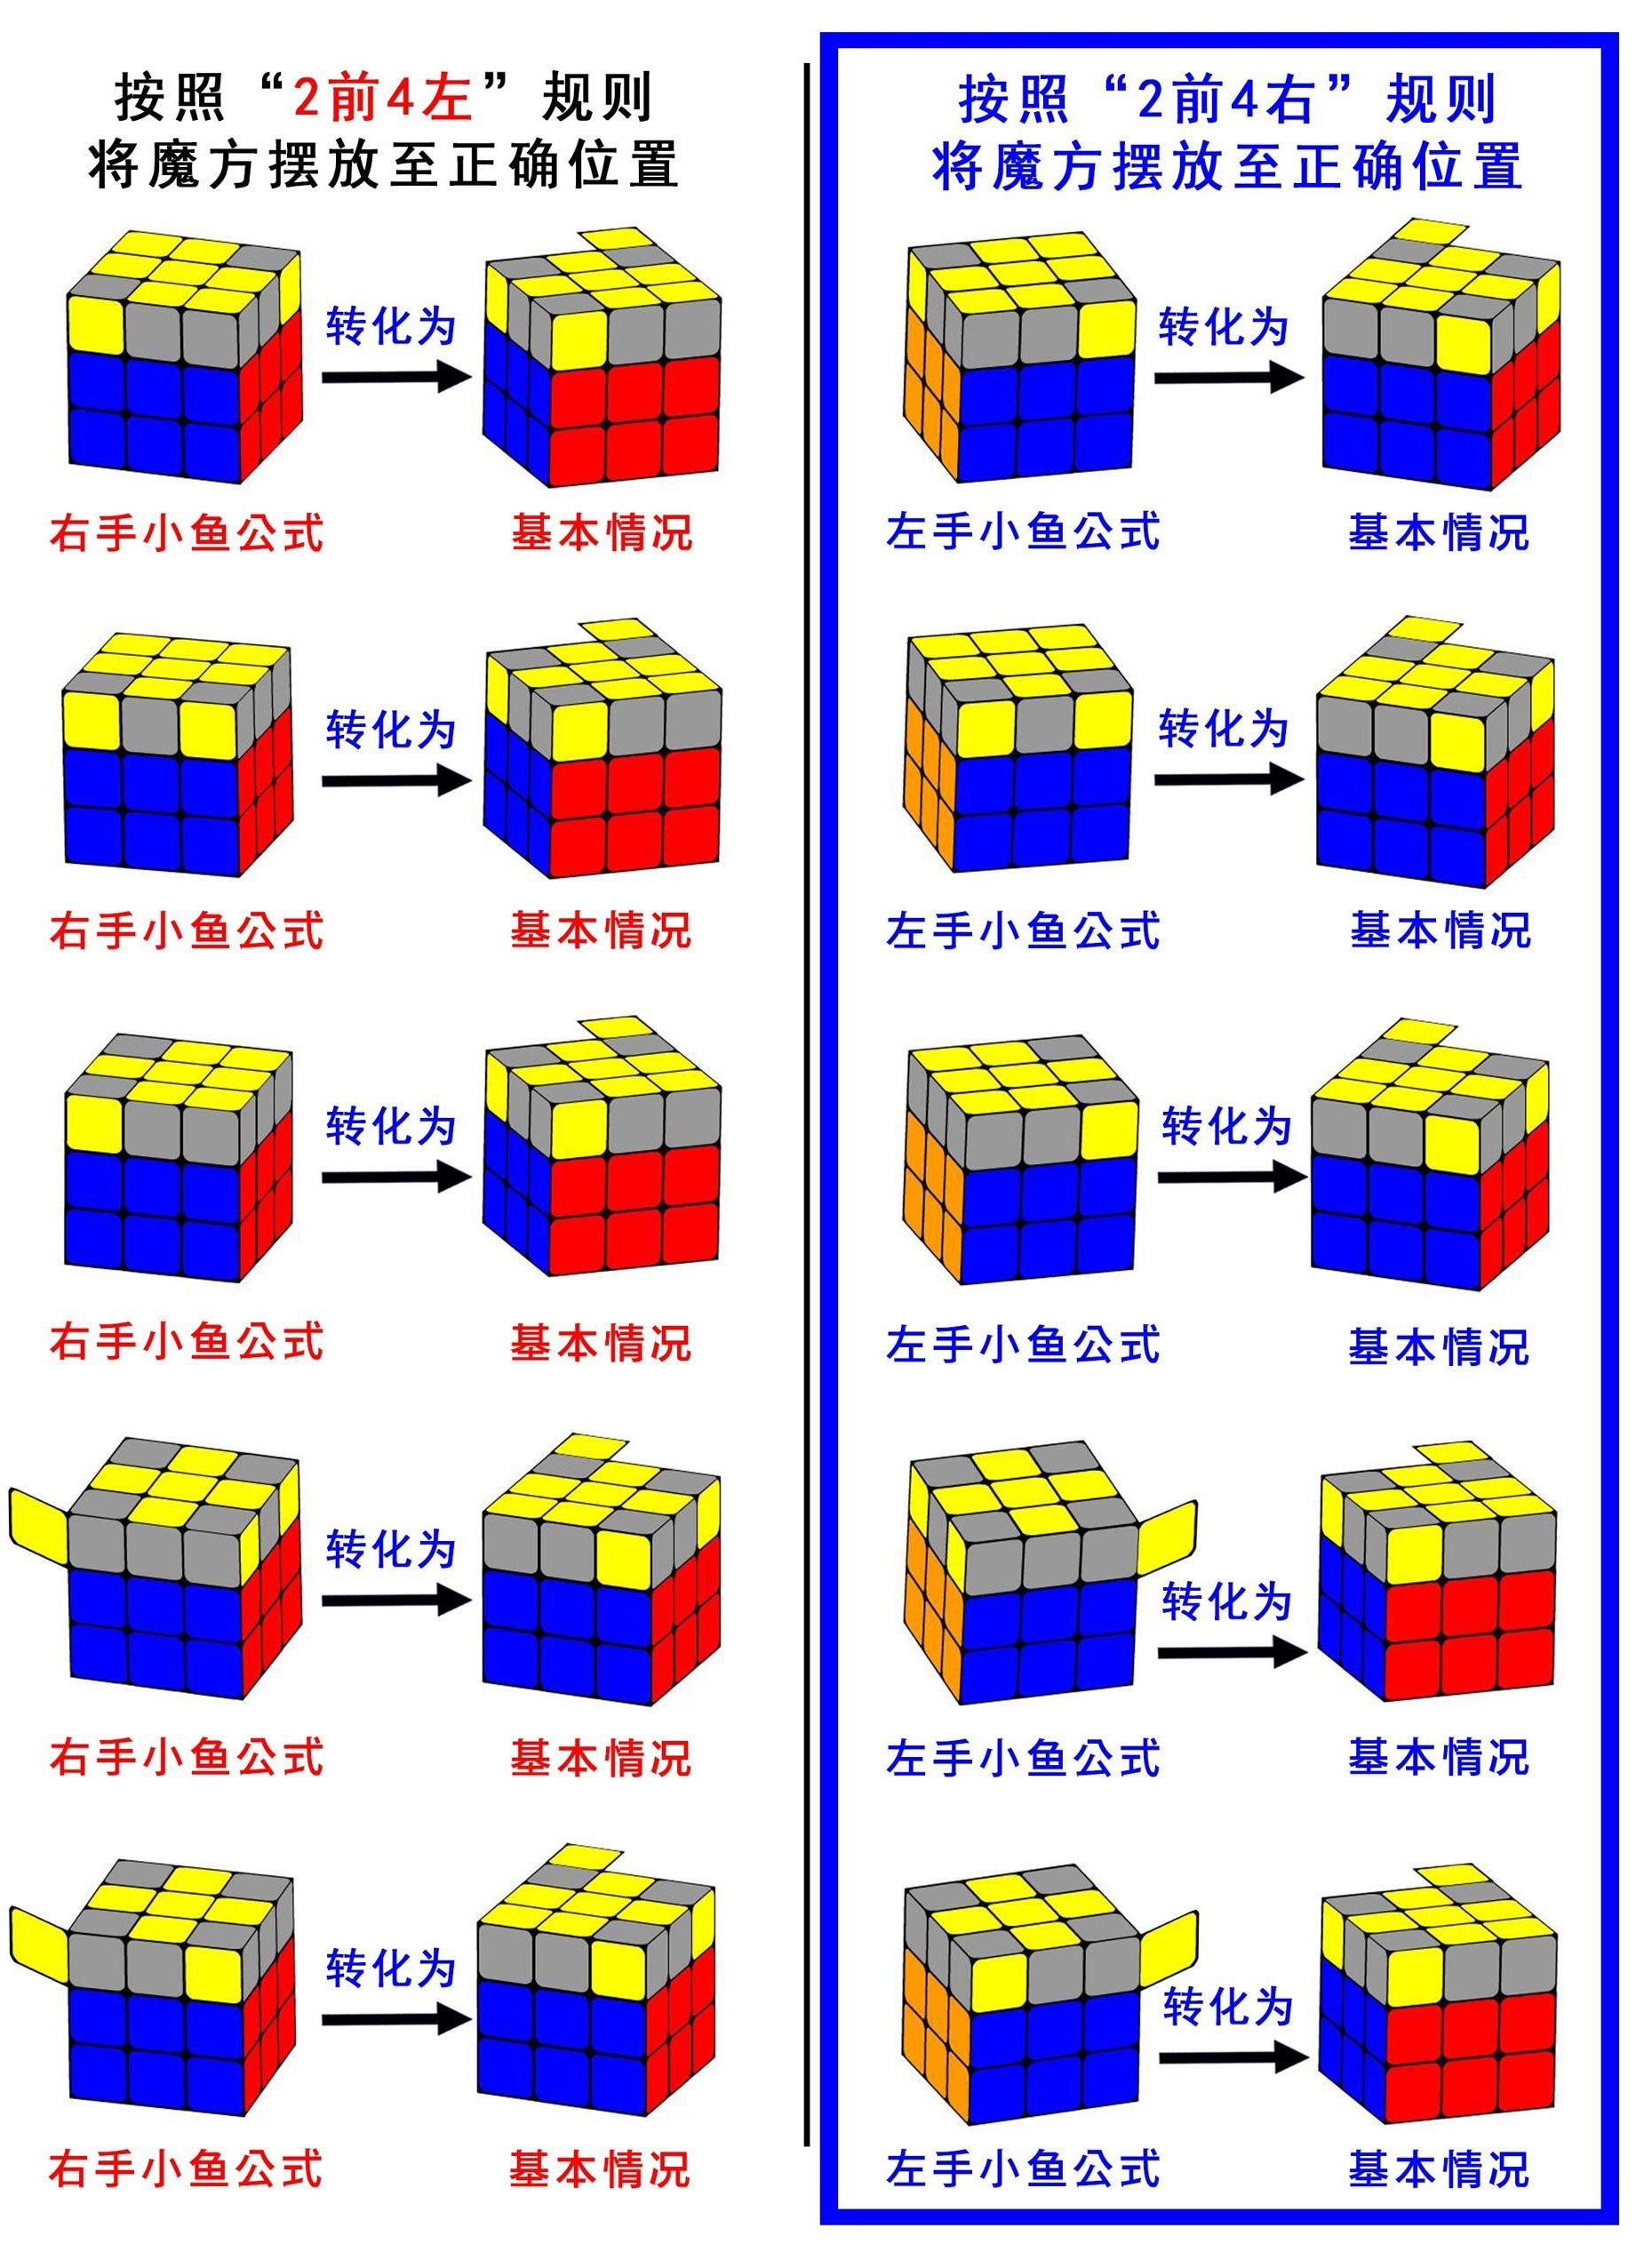 按照“2前4左”规则
将魔方摆放至正确位置
转化为
右手小鱼公式 基本情况
转化为
右手小鱼公式 基本情况
转化为
右手小鱼公式 基本情况
转化为
右手小鱼公式 基本情况
转化为
右手小鱼公式 基本情况
按照“2前4右”规则
将魔方摆放至正确位置
转化为
左手小鱼公式 基本情况
转化为
左手小鱼公式 基本情况
转化为
左手小鱼公式 基本情况
转化为
左手小鱼公式 基本情况
转化为
左手小鱼公式 基本情况